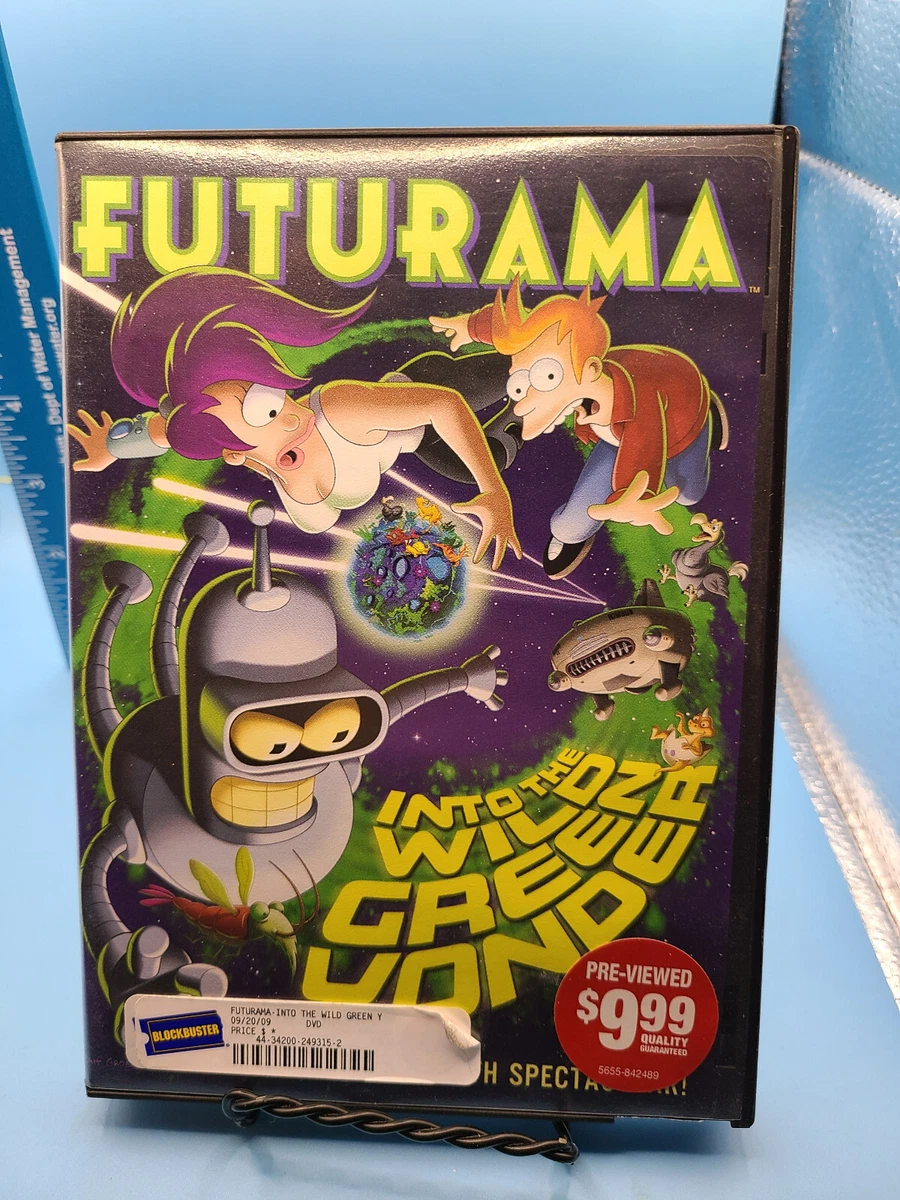 FUTURAMA
TM
INTO THE
WILD
GREEN
YONDER
PRE-VIEWED
$9.99
QUALITY
GUARANTEED
5655-842489
BLOCKBUSTER
FUTURAMA-INTO THE WILD GREEN Y
09/20/09 DVD
PRICE $ *
44-34200-249315-2
Dept of Water Management